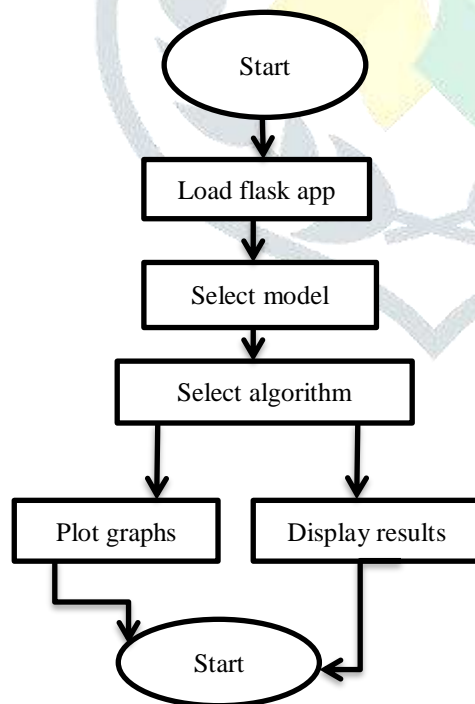 Start
Load flask app
Select model
Select algorithm
Plot graphs
Display results
Start